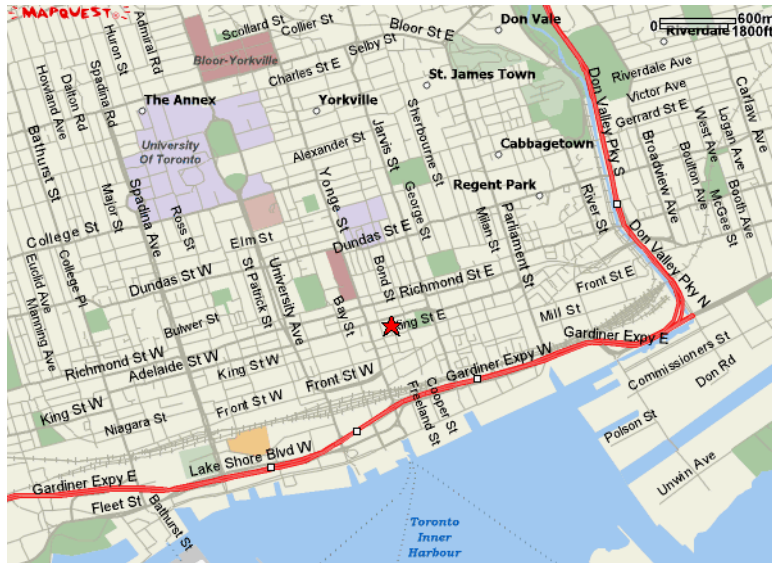 MAPQUEST
Scollard St
Collier St
Bloor St E
Don Vale
0 600m
1800ft
Riverdale
Huron St
Admiral Rd
Bloor-Yorkville
Selby St
Charles St E
St. James Town
Riverdale Ave
Victor Ave
Gerrard St E
Howland Ave
Dalton Rd
Spadina Rd
The Annex
Yorkville
Don Valley Pky S
Carlaw Ave
Logan Ave
West Ave
Bathurst St
University
Of Toronto
Alexander St
Jarvis St
Sherbourne St
Cabbagetown
Broadview Ave
Boulton Ave
McGee St
Booth Ave
Major St
Spadina Ave
Ross St
Yonge St
George St
Regent Park
River St
College St
Elm St
Dundas St E
Milan St
Parliament St
Don Valley Pky N
Euclid Ave
Manning Ave
College Pl
Dundas St W
St Patrick St
University Ave
Bay St
Bond St
Richmond St E
Front St E
Bulwer St
King St E
Mill St
Gardiner Expy E
Richmond St W
Adelaide St W
King St W
Front St W
Gardiner Expy W
Commissioners St
Don Rd
King St W
Niagara St
Front St W
Cooper St
Freeland St
Polson St
Lake Shore Blvd W
Unwin Ave
Gardiner Expy E
Fleet St
Bathurst St
Toronto
Inner
Harbour